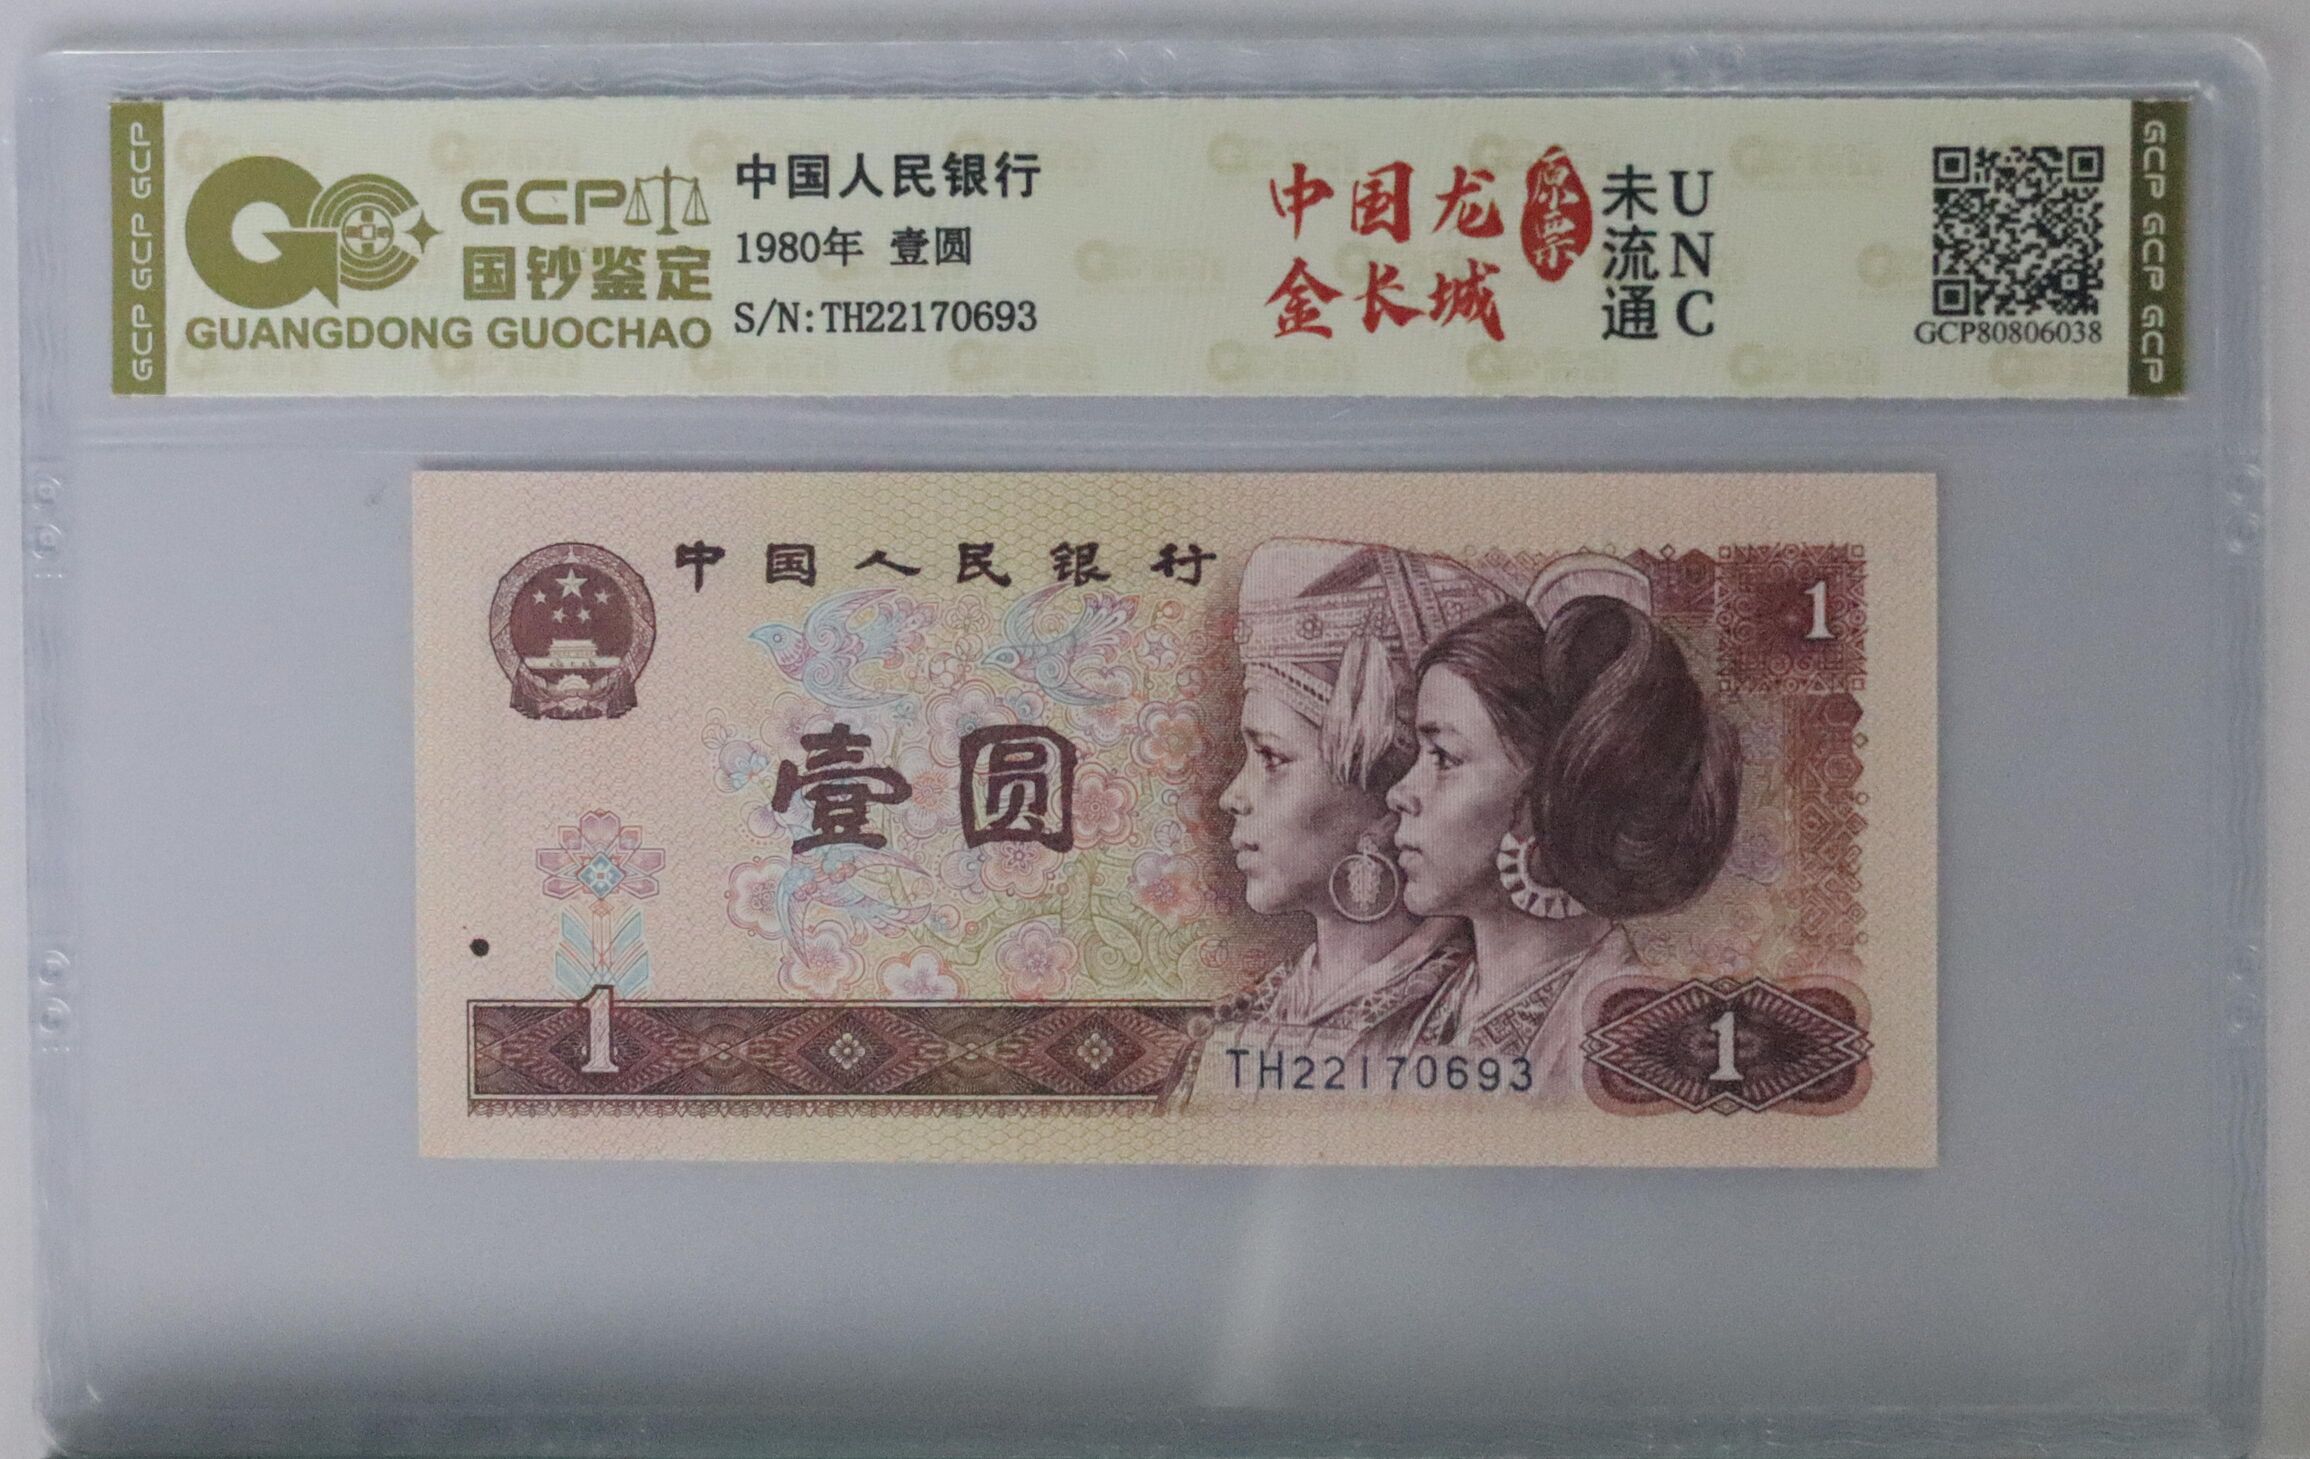 GCP GCP GCP
GCP
国钞鉴定
GUANGDONG GUOCHAO
中国人民银行
1980年 壹圆
S/N:TH22170693
中国龙
金长城
原票
未流通
UNC
GCP80806038
GCP GCP GCP
中国人民银行
1
壹圆
1
TH22170693
1